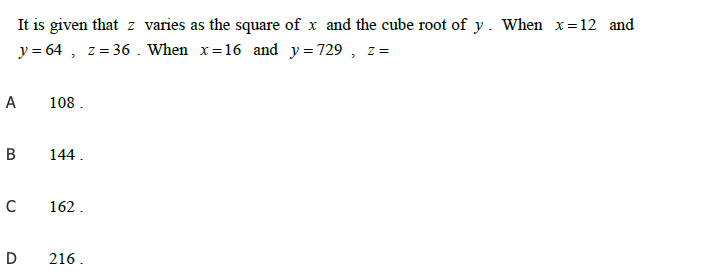 It is given that z varies as the square of x and the cube root of y . When x = 12 and
y = 64 , z = 36 . When x = 16 and y = 729 , z =
A 108 .
B 144 .
C 162 .
D 216 .